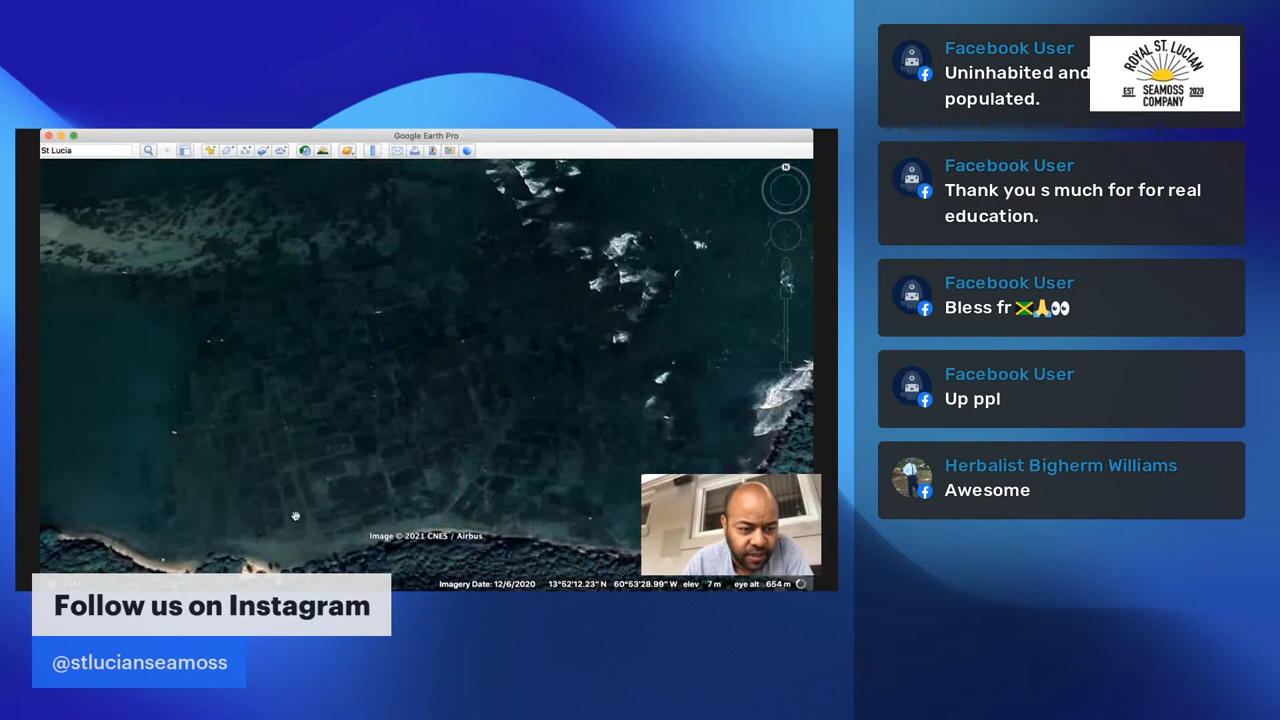 Google Earth Pro
St Lucia
N
Image © 2021 CNES / Airbus
Imagery Date: 12/6/2020 13°52'12.23" N 60°53'28.99" W elev 7 m eye alt 654 m
Follow us on Instagram
@stlucianseamoss
Facebook User
Uninhabited and
populated.
ROYAL ST. LUCIAN
EST SEAMOSS 2020
COMPANY
Facebook User
Thank you s much for for real
education.
Facebook User
Bless fr 🇯🇲🙏👀
Facebook User
Up ppl
Herbalist Bigherm Williams
Awesome